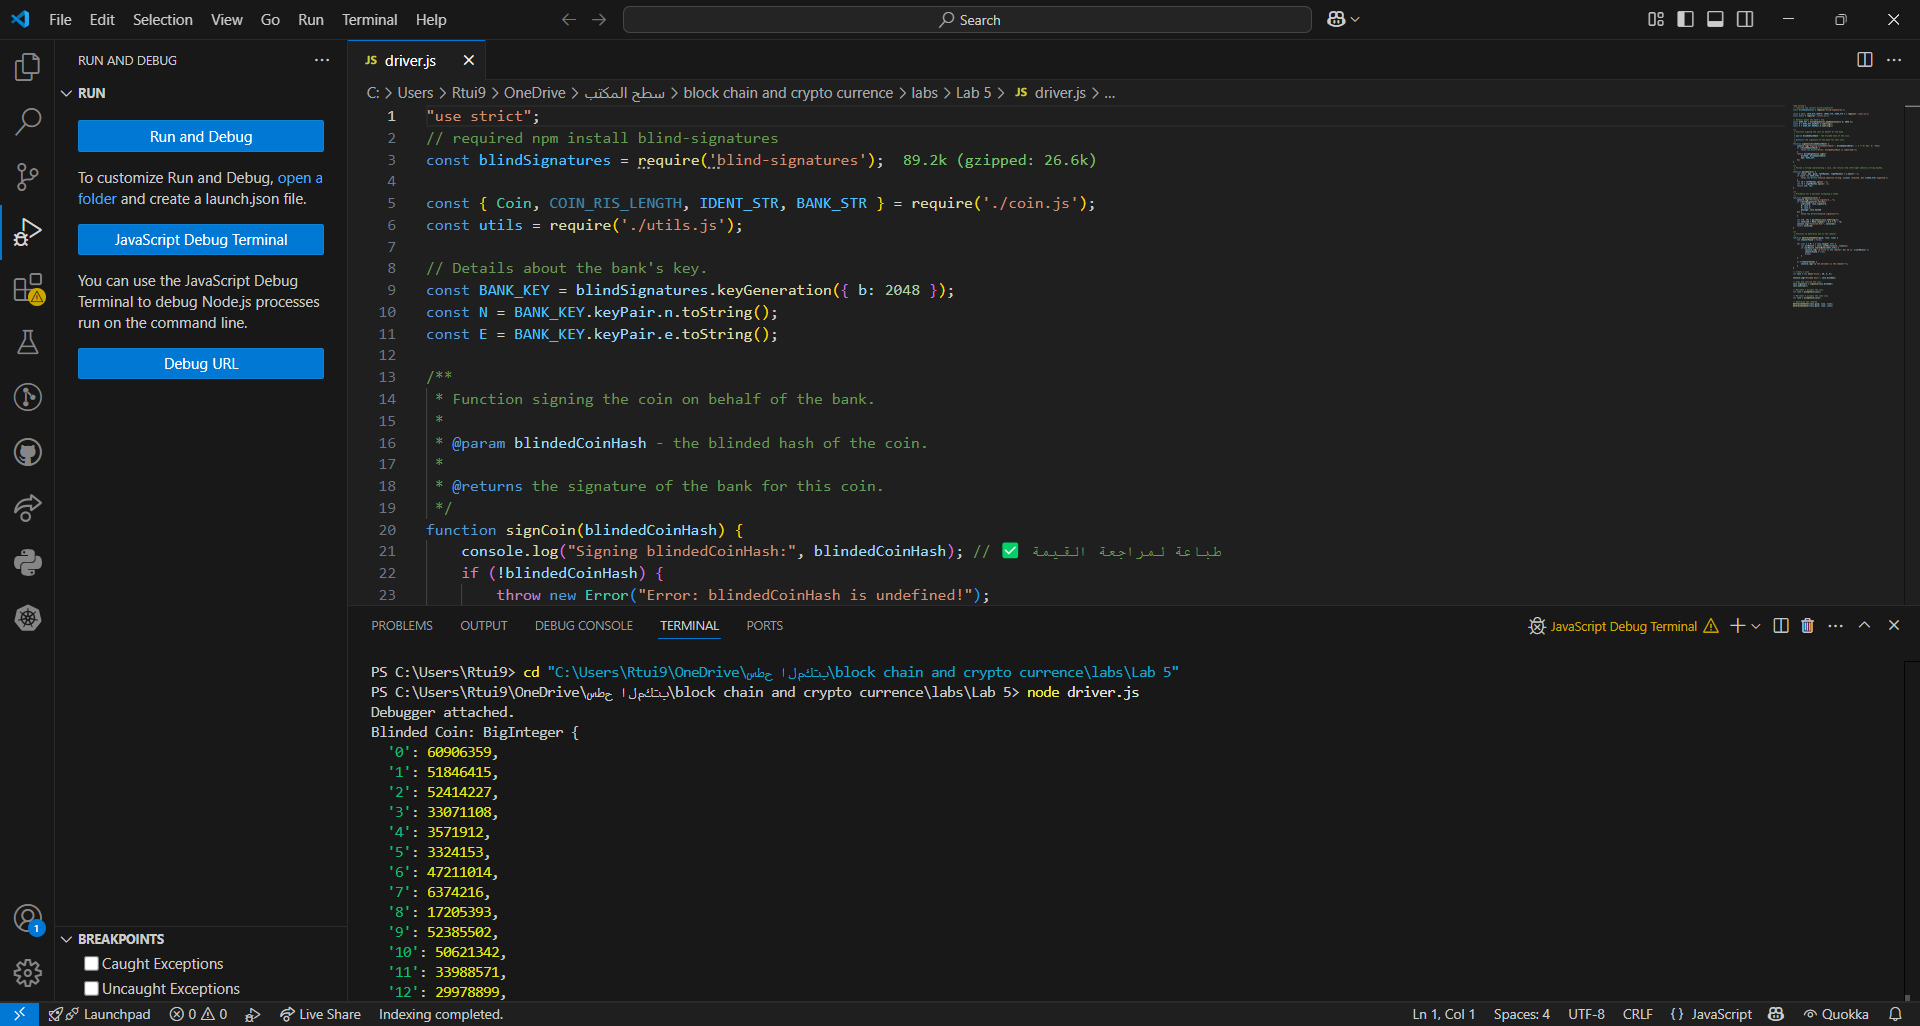 File Edit Selection View Go Run Terminal Help
Search
RUN AND DEBUG
RUN
Run and Debug
To customize Run and Debug, open a
folder and create a launch.json file.
JavaScript Debug Terminal
You can use the JavaScript Debug
Terminal to debug Node.js processes
run on the command line.
Debug URL
BREAKPOINTS
Caught Exceptions
Uncaught Exceptions
1
JS driver.js
C: > Users > Rtui9 > OneDrive > سطح المكتب > block chain and crypto currence > labs > Lab 5 > JS driver.js > ...
1 "use strict";
2 // required npm install blind-signatures
3 const blindSignatures = require('blind-signatures'); 89.2k (gzipped: 26.6k)
4
5 const { Coin, COIN_RIS_LENGTH, IDENT_STR, BANK_STR } = require('./coin.js');
6 const utils = require('./utils.js');
7
8 // Details about the bank's key.
9 const BANK_KEY = blindSignatures.keyGeneration({ b: 2048 });
10 const N = BANK_KEY.keyPair.n.toString();
11 const E = BANK_KEY.keyPair.e.toString();
12
13 /**
14 * Function signing the coin on behalf of the bank.
15 *
16 * @param blindedCoinHash - the blinded hash of the coin.
17 *
18 * @returns the signature of the bank for this coin.
19 */
20 function signCoin(blindedCoinHash) {
21 console.log("Signing blindedCoinHash:", blindedCoinHash); // ✅ طباعة لمراجعة القيمة
22 if (!blindedCoinHash) {
23 throw new Error("Error: blindedCoinHash is undefined!");
PROBLEMS OUTPUT DEBUG CONSOLE TERMINAL PORTS
JavaScript Debug Terminal
PS C:\Users\Rtui9> cd "C:\Users\Rtui9\OneDrive\سطح المكتب\block chain and crypto currence\labs\Lab 5"
PS C:\Users\Rtui9\OneDrive\سطح المكتب\block chain and crypto currence\labs\Lab 5> node driver.js
Debugger attached.
Blinded Coin: BigInteger {
'0': 60906359,
'1': 51846415,
'2': 52414227,
'3': 33071108,
'4': 3571912,
'5': 3324153,
'6': 47211014,
'7': 6374216,
'8': 17205393,
'9': 52385502,
'10': 50621342,
'11': 33988571,
'12': 29978899,
Launchpad 0 0 Live Share Indexing completed.
Ln 1, Col 1 Spaces: 4 UTF-8 CRLF {} JavaScript Quokka